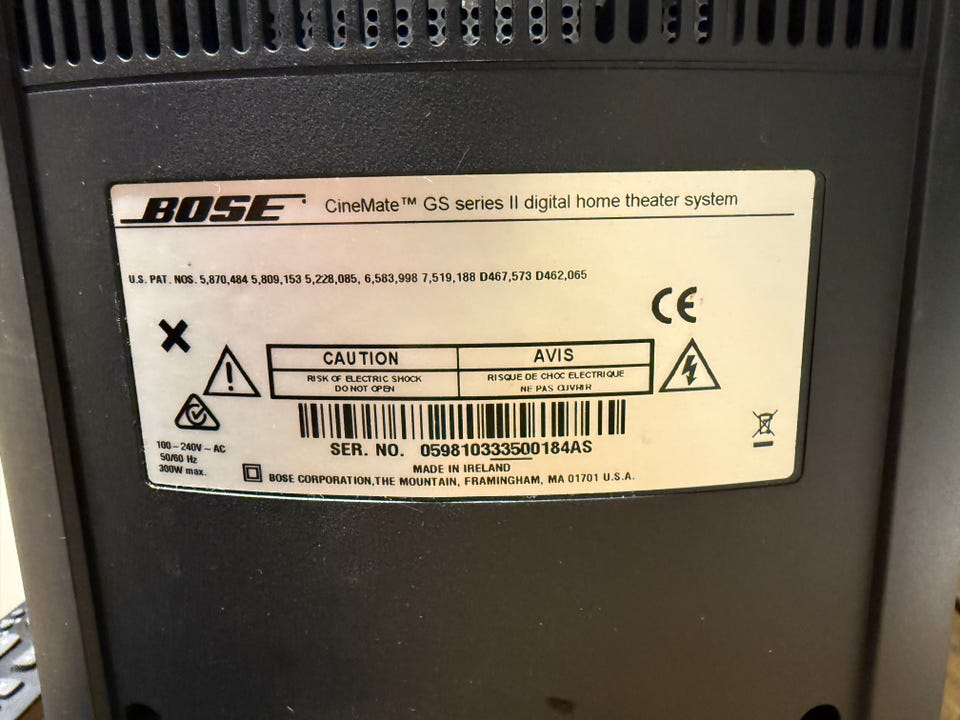 BOSE CineMate™ GS series II digital home theater system
U.S. PAT. NOS. 5,870,484 5,809,153 5,228,085, 6,583,998 7,519,188 D467,573 D462,065
CE
CAUTION
RISK OF ELECTRIC SHOCK
DO NOT OPEN
AVIS
RISQUE DE CHOC ELECTRIQUE
NE PAS OUVRIR
100-240V ~ AC
50/60 Hz
300W max.
SER. NO. 059810333500184AS
MADE IN IRELAND
BOSE CORPORATION,THE MOUNTAIN, FRAMINGHAM, MA 01701 U.S.A.